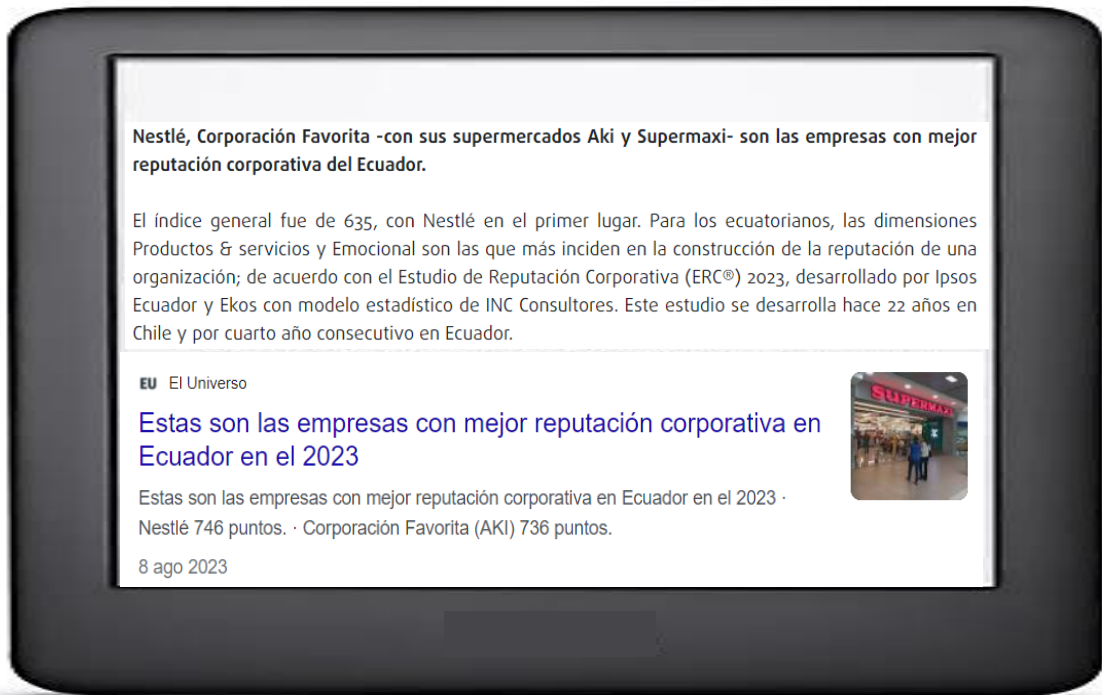 Nestlé, Corporación Favorita -con sus supermercados Aki y Supermaxi- son las empresas con mejor
reputación corporativa del Ecuador.
El índice general fue de 635, con Nestlé en el primer lugar. Para los ecuatorianos, las dimensiones
Productos & servicios y Emocional son las que más inciden en la construcción de la reputación de una
organización; de acuerdo con el Estudio de Reputación Corporativa (ERC®) 2023, desarrollado por Ipsos
Ecuador y Ekos con modelo estadístico de INC Consultores. Este estudio se desarrolla hace 22 años en
Chile y por cuarto año consecutivo en Ecuador.
EU El Universo
Estas son las empresas con mejor reputación corporativa en
Ecuador en el 2023
SUPERMAXI
Estas son las empresas con mejor reputación corporativa en Ecuador en el 2023 ·
Nestlé 746 puntos. · Corporación Favorita (AKI) 736 puntos.
8 ago 2023